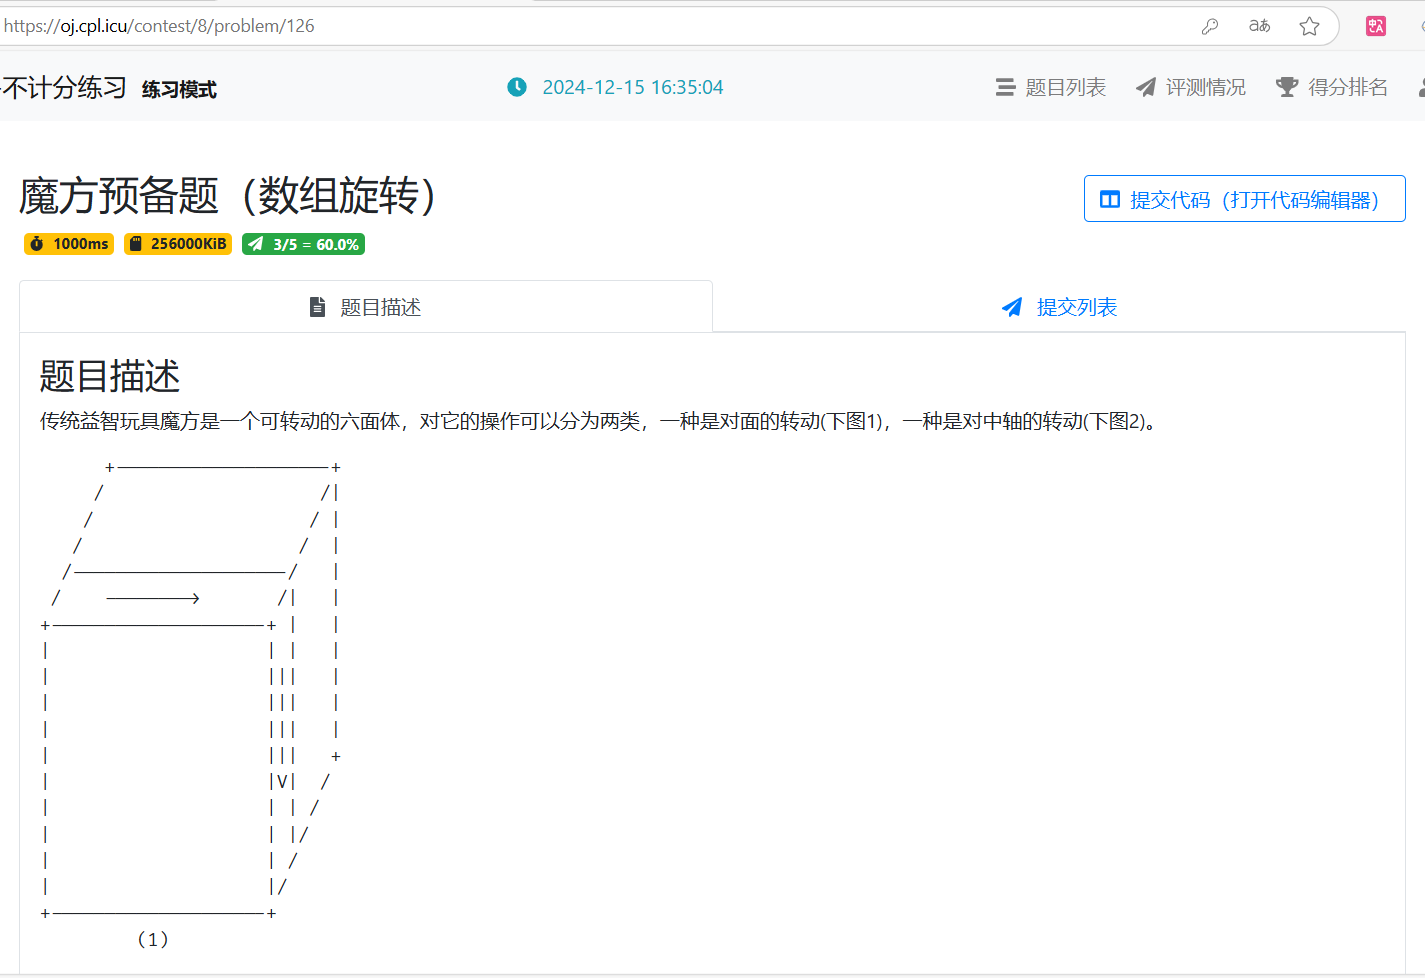 https://oj.cpl.icu/contest/8/problem/126
不计分练习 练习模式 2024-12-15 16:35:04 题目列表 评测情况 得分排名
魔方预备题（数组旋转） 提交代码（打开代码编辑器）
1000ms 256000KiB 3/5 = 60.0%
题目描述 提交列表
题目描述
传统益智玩具魔方是一个可转动的六面体，对它的操作可以分为两类，一种是对面的转动(下图1)，一种是对中轴的转动(下图2)。
      +--------------------+
     /                    /|
    /                    / |
   /                    /  |
  /--------------------/   |
 /    -------->       /|   |
+--------------------+ |   |
|                    | |   |
|                    |||   |
|                    |||   |
|                    |||   |
|                    |||   +
|                    |V|  /
|                    | | /
|                    | |/
|                    | /
|                    |/
+--------------------+
(1)